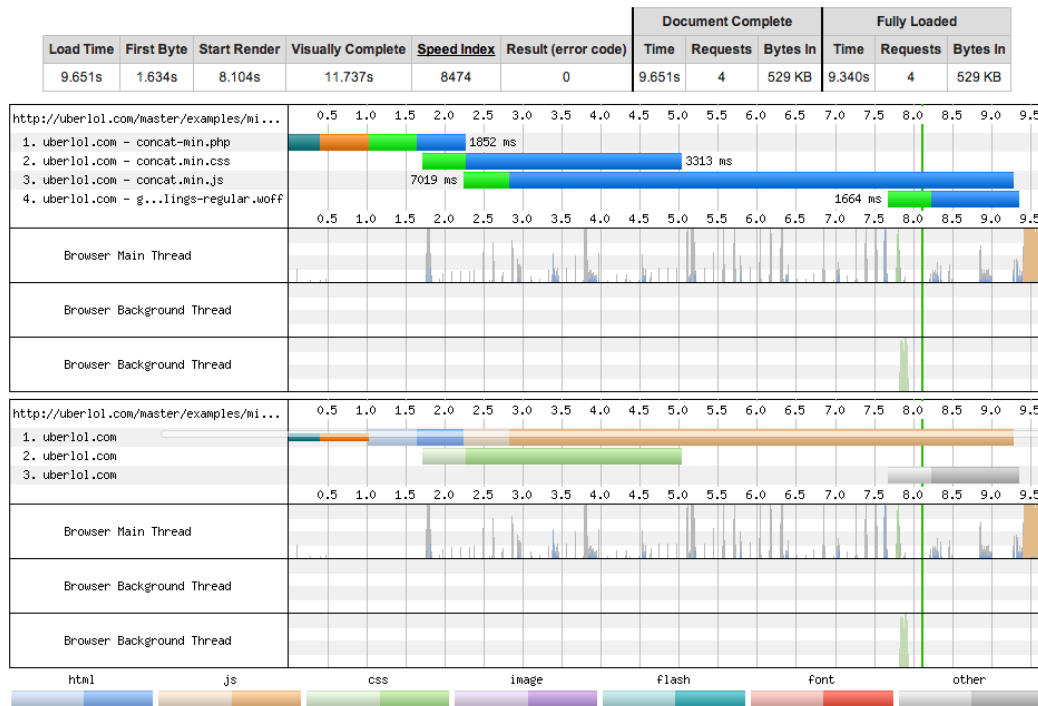 Document Complete Fully Loaded
Load Time First Byte Start Render Visually Complete Speed Index Result (error code) Time Requests Bytes In Time Requests Bytes In
9.651s 1.634s 8.104s 11.737s 8474 0 9.651s 4 529 KB 9.340s 4 529 KB
http://uberlol.com/master/examples/mi... 0.5 1.0 1.5 2.0 2.5 3.0 3.5 4.0 4.5 5.0 5.5 6.0 6.5 7.0 7.5 8.0 8.5 9.0 9.5
1. uberlol.com - concat-min.php 1852 ms
2. uberlol.com - concat.min.css 3313 ms
3. uberlol.com - concat.min.js 7019 ms
4. uberlol.com - g...lings-regular.woff 1664 ms
0.5 1.0 1.5 2.0 2.5 3.0 3.5 4.0 4.5 5.0 5.5 6.0 6.5 7.0 7.5 8.0 8.5 9.0 9.5
Browser Main Thread
Browser Background Thread
Browser Background Thread
http://uberlol.com/master/examples/mi... 0.5 1.0 1.5 2.0 2.5 3.0 3.5 4.0 4.5 5.0 5.5 6.0 6.5 7.0 7.5 8.0 8.5 9.0 9.5
1. uberlol.com
2. uberlol.com
3. uberlol.com
0.5 1.0 1.5 2.0 2.5 3.0 3.5 4.0 4.5 5.0 5.5 6.0 6.5 7.0 7.5 8.0 8.5 9.0 9.5
Browser Main Thread
Browser Background Thread
Browser Background Thread
html js css image flash font other